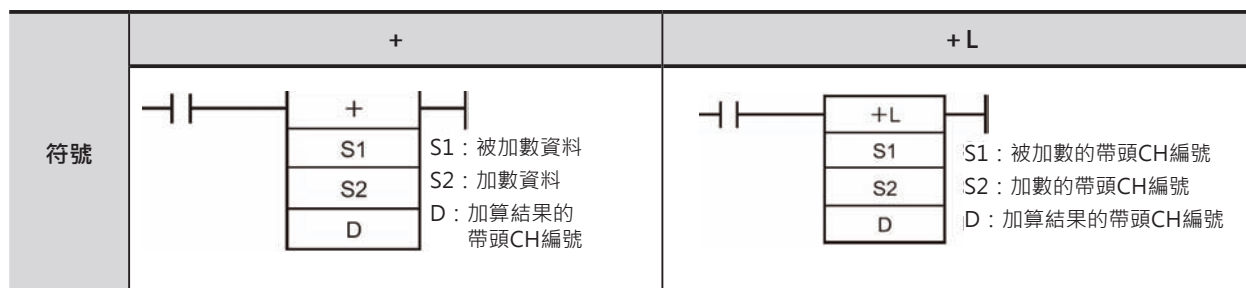 +
+L
符號
+
S1
S2
D
S1：被加數資料
S2：加數資料
D：加算結果的
帶頭CH編號
+L
S1
S2
D
S1：被加數的帶頭CH編號
S2：加數的帶頭CH編號
D：加算結果的帶頭CH編號